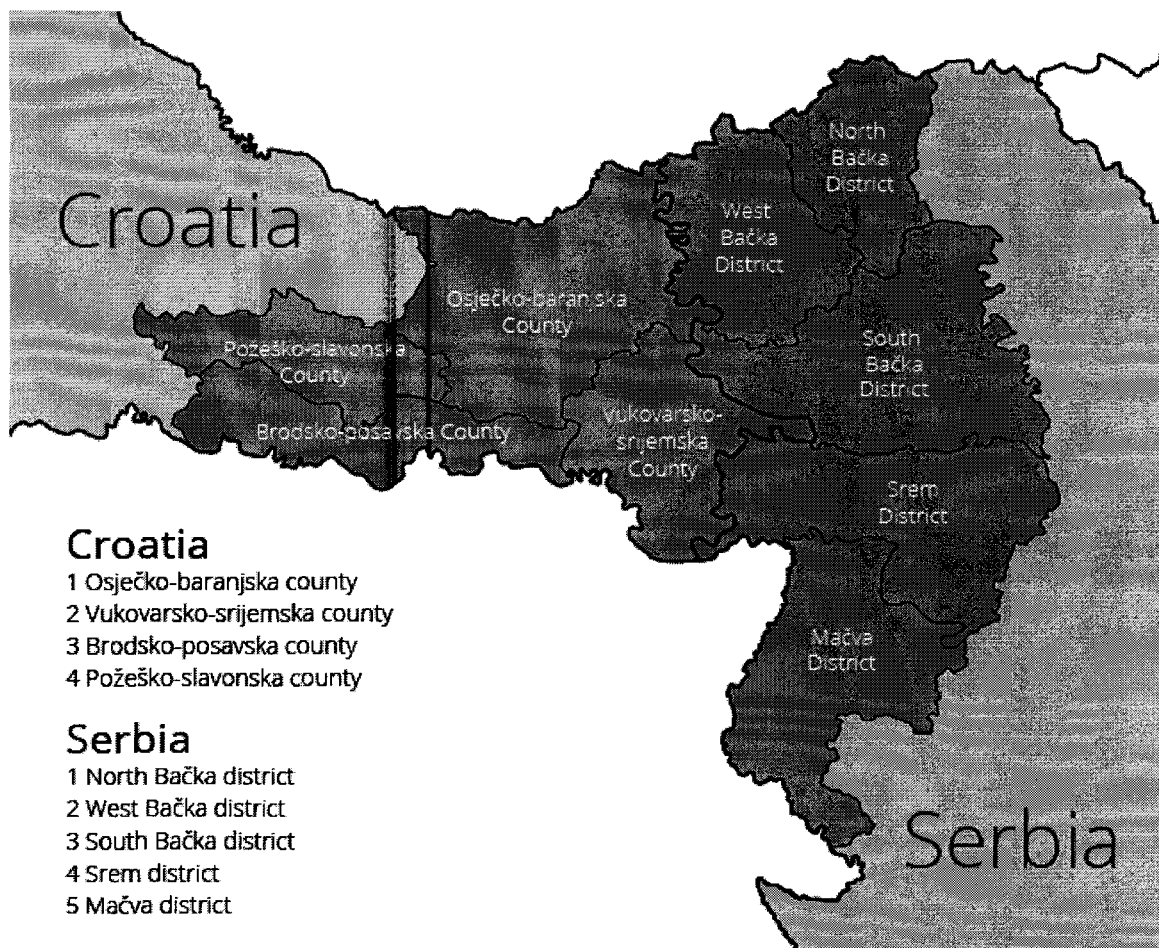 North
Bačka
District
West
Bačka
District
Croatia
Osječko-baranjska
County
South
Bačka
District
Požeško-slavonska
County
Vukovarsko-
srijemska
County
Brodsko-posavska County
Srem
District
Croatia
1 Osječko-baranjska county
2 Vukovarsko-srijemska county
3 Brodsko-posavska county
4 Požeško-slavonska county
Mačva
District
Serbia
1 North Bačka district
2 West Bačka district
3 South Bačka district
4 Srem district
5 Mačva district
Serbia